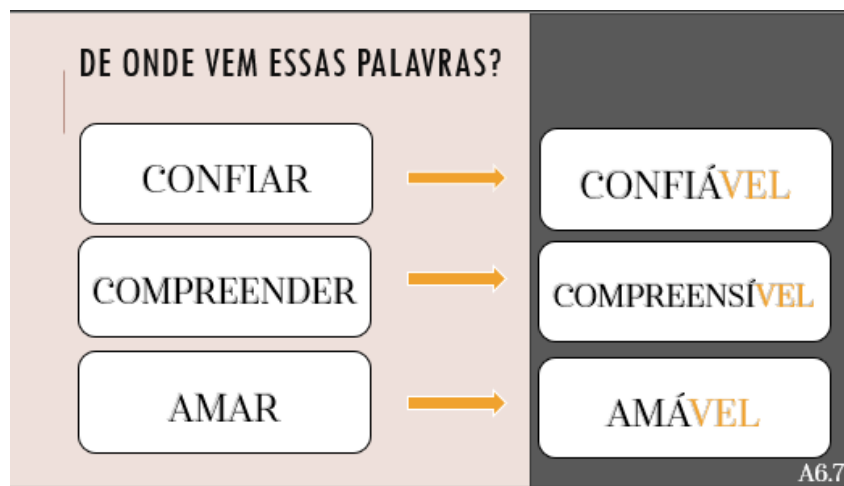 DE ONDE VEM ESSAS PALAVRAS?
CONFIAR
CONFIÁVEL
COMPREENDER
COMPREENSÍVEL
AMAR
AMÁVEL
A6.7